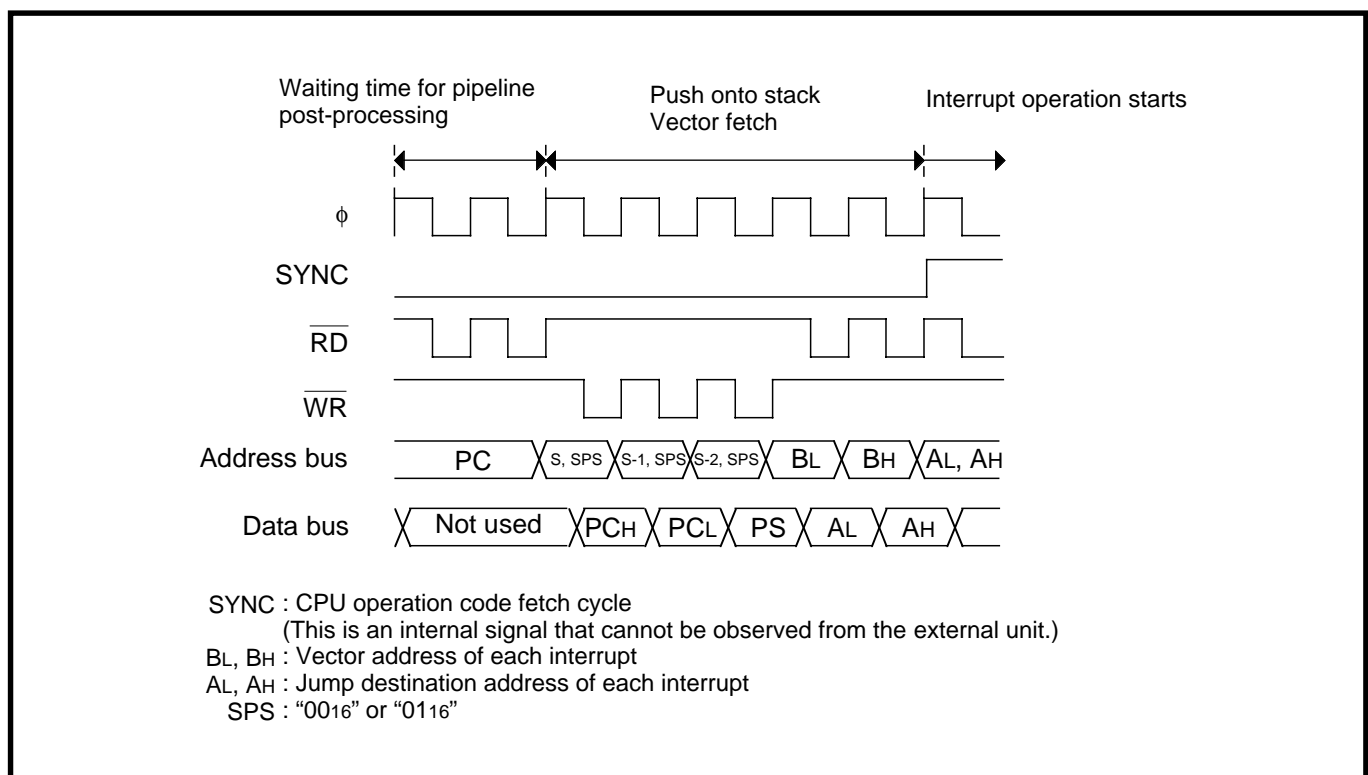 Waiting time for pipeline
post-processing
Push onto stack
Vector fetch
Interrupt operation starts
ϕ
SYNC
RD
WR
Address bus
PC
S, SPS
S-1, SPS
S-2, SPS
BL
BH
AL, AH
Data bus
Not used
PCH
PCL
PS
AL
AH
SYNC : CPU operation code fetch cycle
(This is an internal signal that cannot be observed from the external unit.)
BL, BH : Vector address of each interrupt
AL, AH : Jump destination address of each interrupt
SPS : “0016” or “0116”